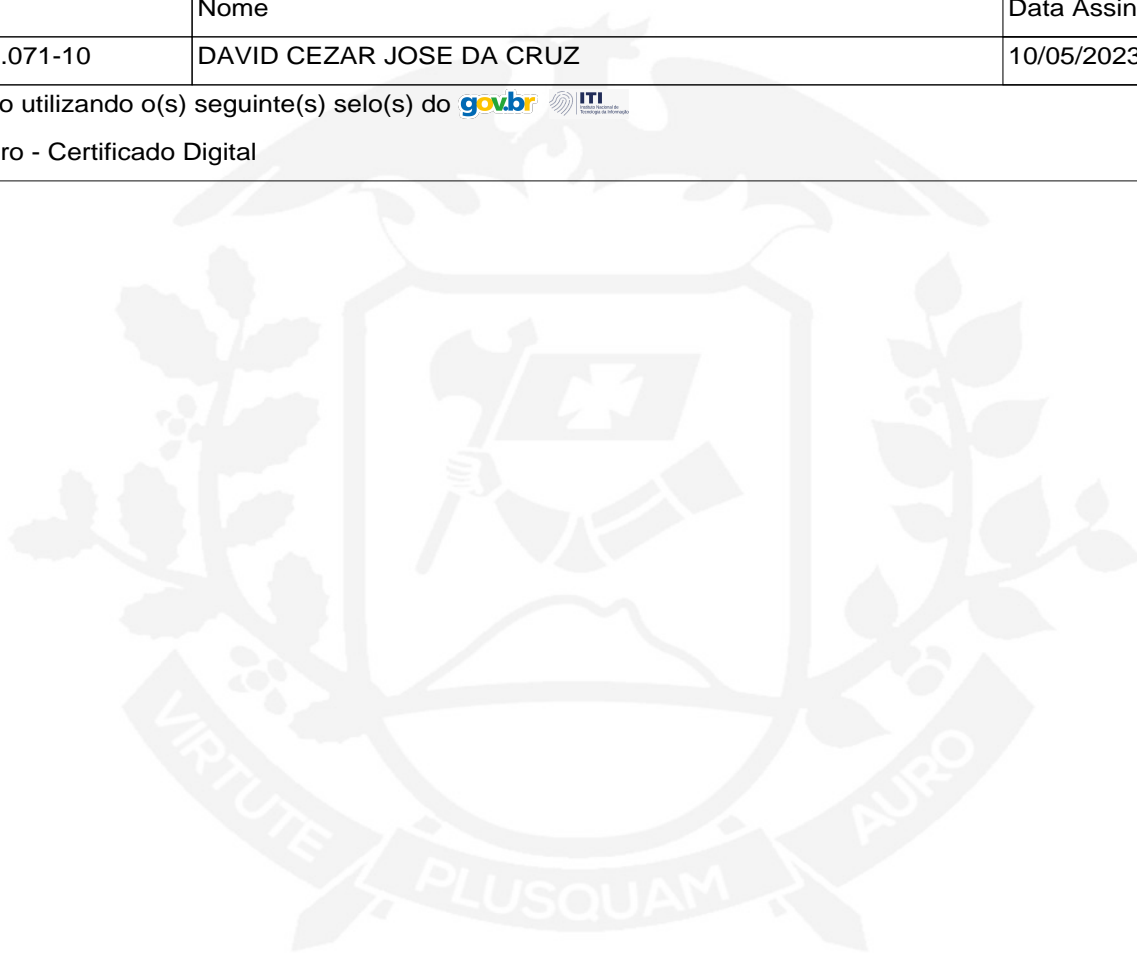 Nome Data Assin
.071-10 DAVID CEZAR JOSE DA CRUZ 10/05/2023
o utilizando o(s) seguinte(s) selo(s) do gov.br ITI
ro - Certificado Digital
VIRTUTE PLUSQUAM AURO